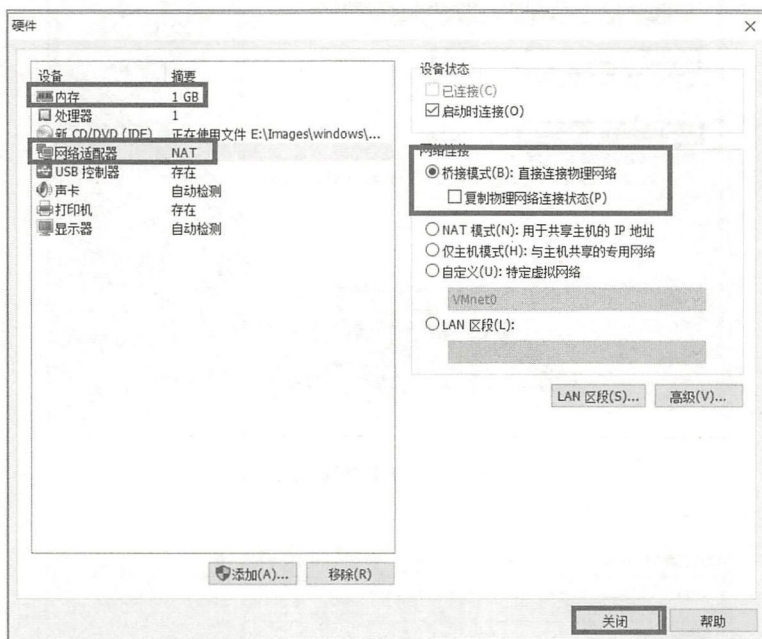 硬件
设备 摘要
内存 1 GB
处理器 1
新 CD/DVD (IDE) 正在使用文件 E:\Images\windows\...
网络适配器 NAT
USB 控制器 存在
声卡 自动检测
打印机 存在
显示器 自动检测
添加(A)... 移除(R)
设备状态
已连接(C)
启动时连接(O)
网络连接
桥接模式(B): 直接连接物理网络
复制物理网络连接状态(P)
NAT 模式(N): 用于共享主机的 IP 地址
仅主机模式(H): 与主机共享的专用网络
自定义(U): 特定虚拟网络
VMnet0
LAN 区段(L):
LAN 区段(S)... 高级(V)...
关闭 帮助